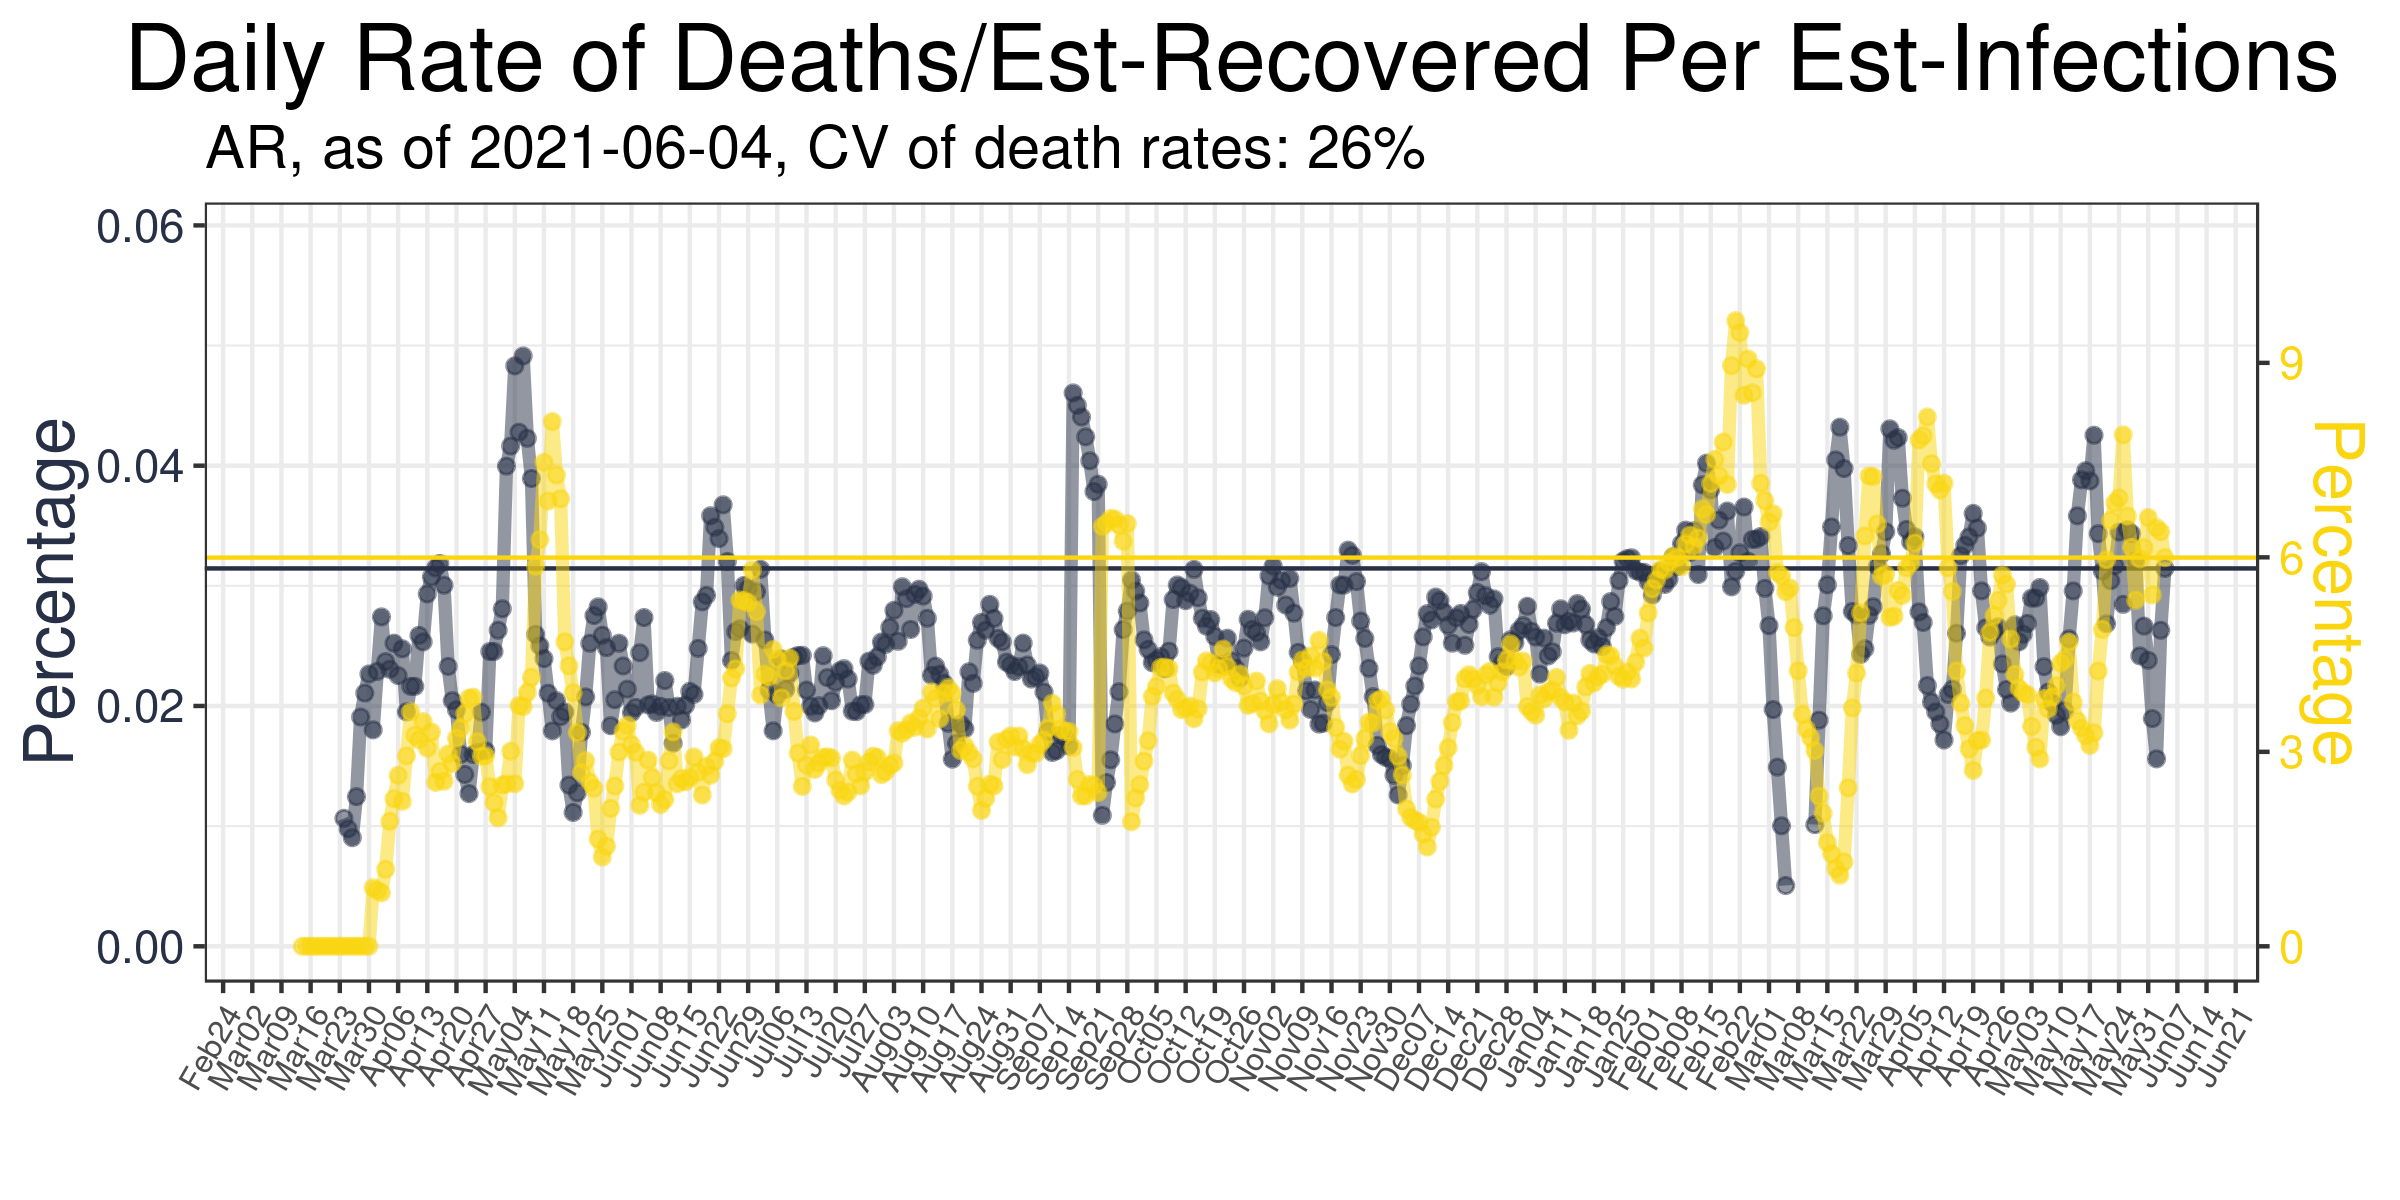 Daily Rate of Deaths/Est-Recovered Per Est-Infections
AR, as of 2021-06-04, CV of death rates: 26%
Percentage
0.06
0.04
0.02
0.00
9
6
3
0
Percentage
Feb24
Mar02
Mar09
Mar16
Mar23
Mar30
Apr06
Apr13
Apr20
Apr27
May04
May11
May18
May25
Jun01
Jun08
Jun15
Jun22
Jun29
Jul06
Jul13
Jul20
Jul27
Aug03
Aug10
Aug17
Aug24
Aug31
Sep07
Sep14
Sep21
Sep28
Oct05
Oct12
Oct19
Oct26
Nov02
Nov09
Nov16
Nov23
Nov30
Dec07
Dec14
Dec21
Dec28
Jan04
Jan11
Jan18
Jan25
Feb01
Feb08
Feb15
Feb22
Mar01
Mar08
Mar15
Mar22
Mar29
Apr05
Apr12
Apr19
Apr26
May03
May10
May17
May24
May31
Jun07
Jun14
Jun21